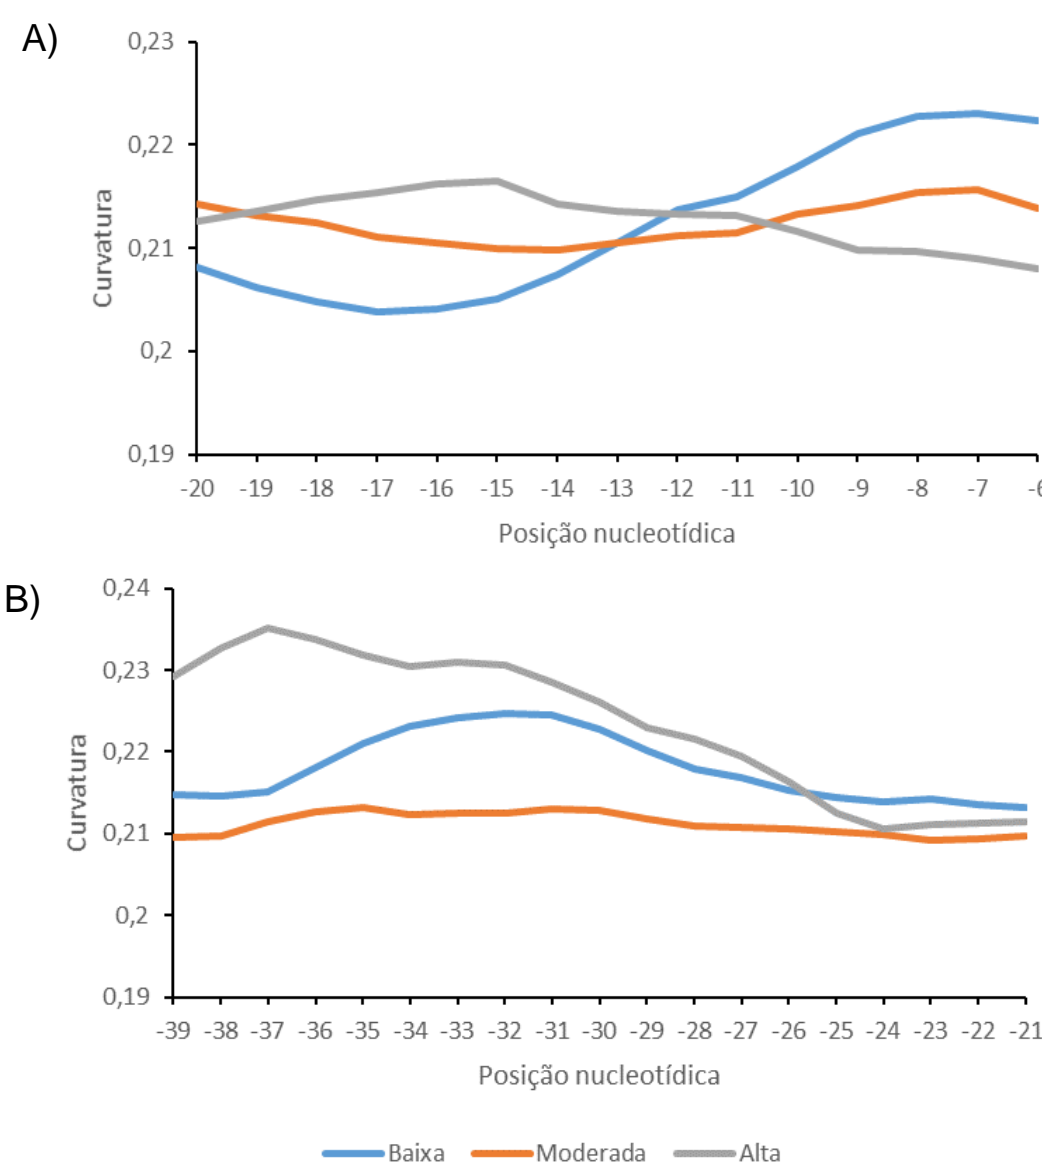 A)
0,23
0,22
0,21
0,2
0,19
Curvatura
-20 -19 -18 -17 -16 -15 -14 -13 -12 -11 -10 -9 -8 -7 -6
Posição nucleotídica
B)
0,24
0,23
0,22
0,21
0,2
0,19
Curvatura
-39 -38 -37 -36 -35 -34 -33 -32 -31 -30 -29 -28 -27 -26 -25 -24 -23 -22 -21
Posição nucleotídica
Baixa Moderada Alta